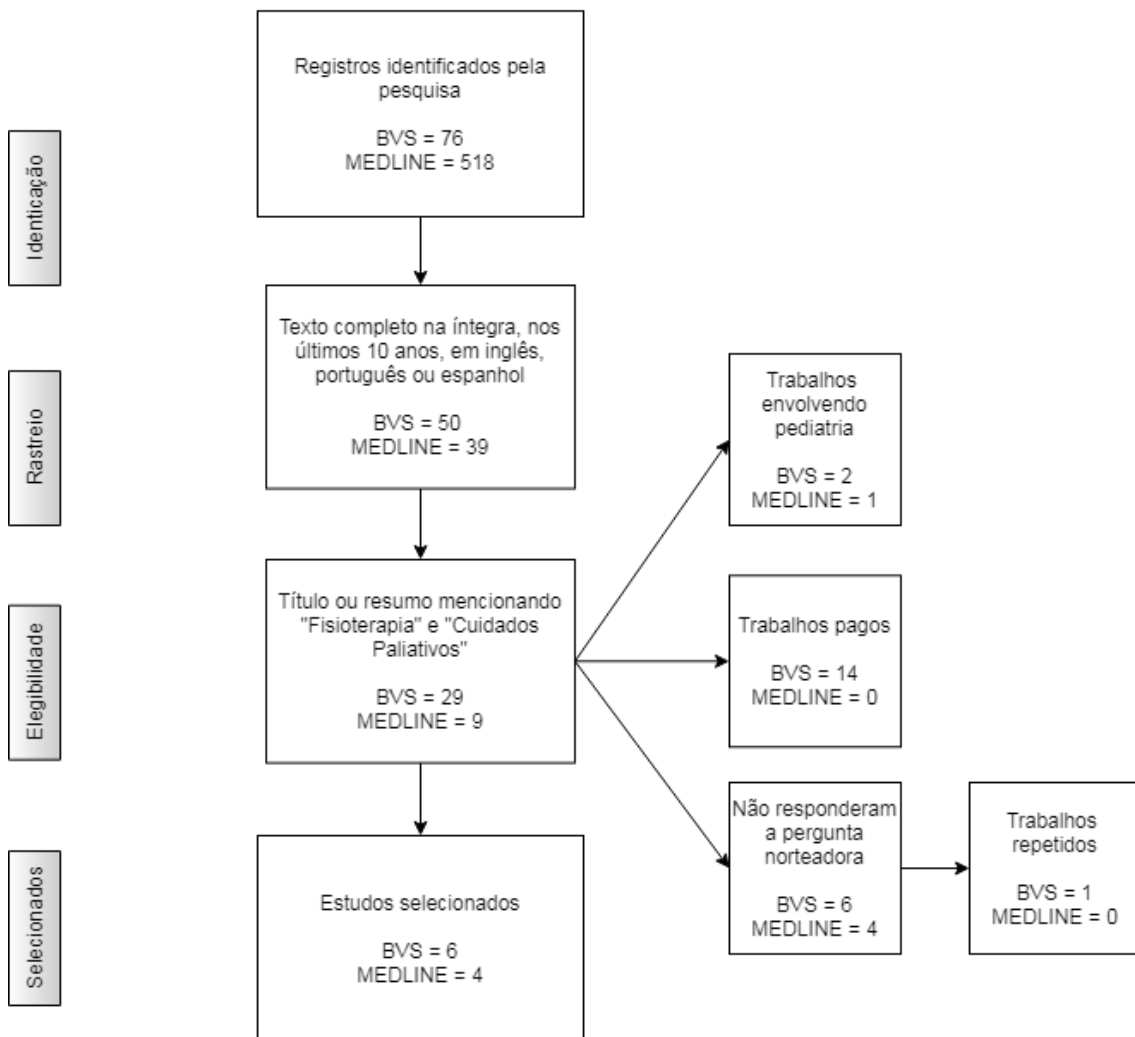 Identicação
Registros identificados pela
pesquisa
BVS = 76
MEDLINE = 518
Rastreio
Texto completo na íntegra, nos
últimos 10 anos, em inglês,
português ou espanhol
BVS = 50
MEDLINE = 39
Trabalhos
envolvendo
pediatria
BVS = 2
MEDLINE = 1
Elegibilidade
Título ou resumo mencionando
"Fisioterapia" e "Cuidados
Paliativos"
BVS = 29
MEDLINE = 9
Trabalhos pagos
BVS = 14
MEDLINE = 0
Não responderam
a pergunta
norteadora
BVS = 6
MEDLINE = 4
Trabalhos
repetidos
BVS = 1
MEDLINE = 0
Selecionados
Estudos selecionados
BVS = 6
MEDLINE = 4